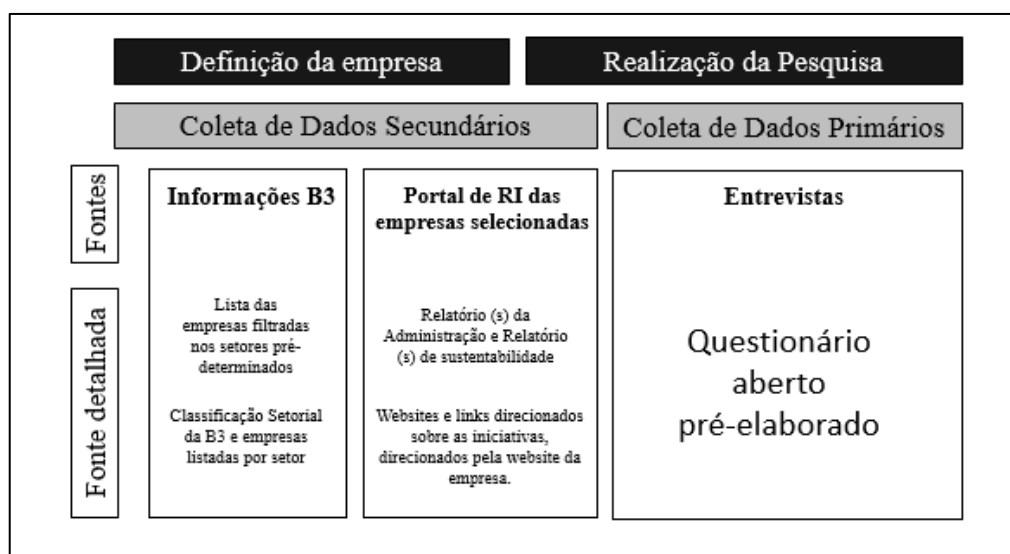 Definição da empresa
Realização da Pesquisa
Coleta de Dados Secundários
Coleta de Dados Primários
Fontes
Informações B3
Portal de RI das
empresas selecionadas
Entrevistas
Fonte detalhada
Lista das
empresas filtradas
nos setores pré-
determinados
Classificação Setorial
da B3 e empresas
listadas por setor
Relatório (s) da
Administração e Relatório
(s) de sustentabilidade
Websites e links direcionados
sobre as iniciativas,
direcionados pela website da
empresa.
Questionário
aberto
pré-elaborado